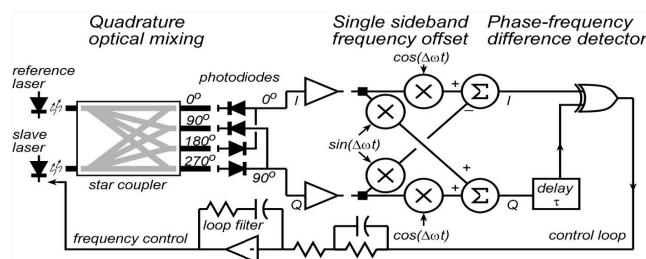 Quadrature
optical mixing
Single sideband
frequency offset
Phase-frequency
difference detector
reference
laser
slave
laser
star coupler
0°
90°
180°
270°
photodiodes
0°
90°
I
Q
cos(Δωt)
sin(Δωt)
cos(Δωt)
+
−
+
+
Σ
Σ
I
Q
delay
τ
control loop
loop filter
frequency control
-